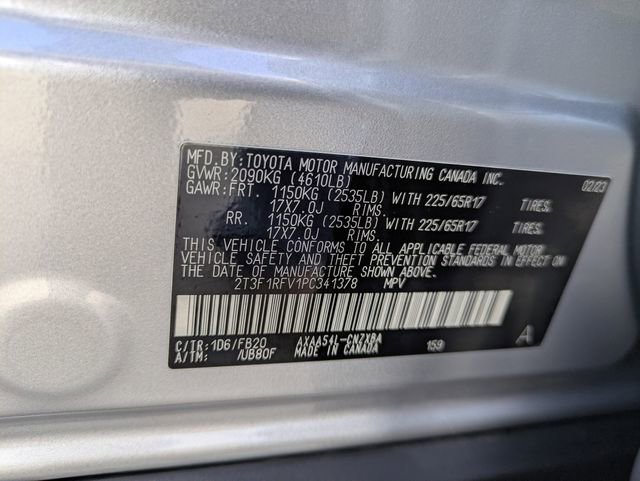 MFD. BY: TOYOTA MOTOR MANUFACTURING CANADA INC. 02/23
GVWR: 2090KG (4610LB)
GAWR: FRT. 1150KG (2535LB) WITH 225/65R17 TIRES.
17X7.0J RIMS.
RR. 1150KG (2535LB) WITH 225/65R17 TIRES.
17X7.0J RIMS.
THIS VEHICLE CONFORMS TO ALL APPLICABLE FEDERAL MOTOR
VEHICLE SAFETY AND THEFT PREVENTION STANDARDS IN EFFECT
ON THE DATE OF MANUFACTURE SHOWN ABOVE.
2T3F1RFV1PC341378 MPV
C/TR: 1D6/FB20 AXAA54L-CNZXBA 159 A
A/TM: /UB80F MADE IN CANADA